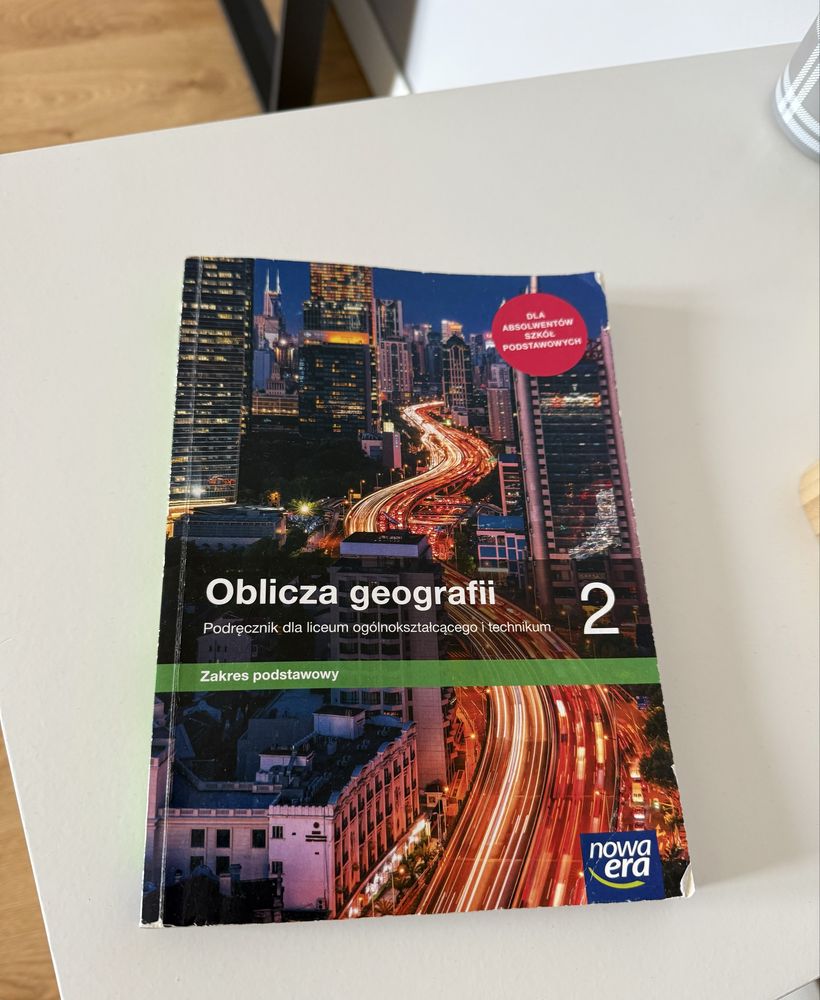 DLA
ABSOLWENTÓW
SZKÓŁ
PODSTAWOWYCH
Oblicza geografii 2
Podręcznik dla liceum ogólnokształcącego i technikum
Zakres podstawowy
nowa
era